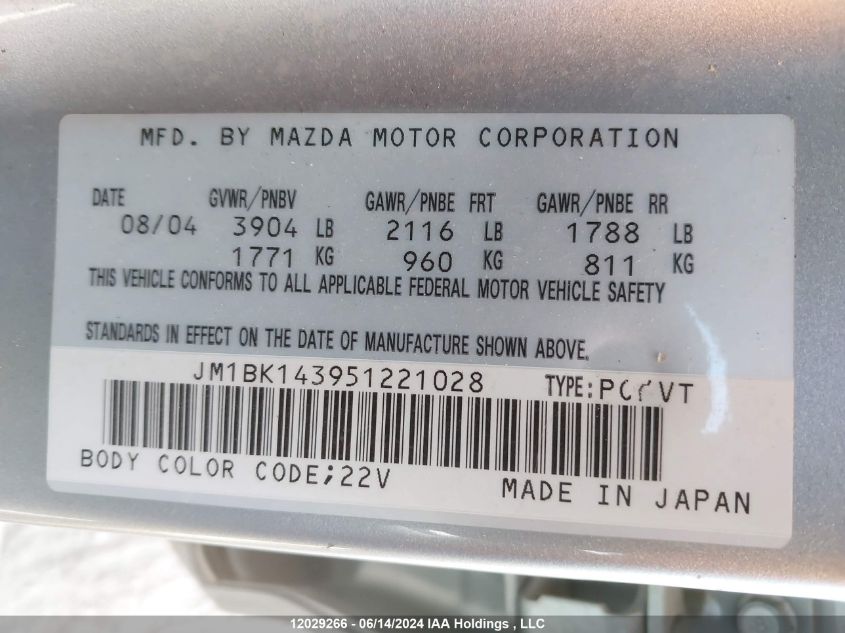 MFD. BY MAZDA MOTOR CORPORATION
DATE GVWR/PNBV GAWR/PNBE FRT GAWR/PNBE RR
08/04 3904 LB 2116 LB 1788 LB
1771 KG 960 KG 811 KG
THIS VEHICLE CONFORMS TO ALL APPLICABLE FEDERAL MOTOR VEHICLE SAFETY
STANDARDS IN EFFECT ON THE DATE OF MANUFACTURE SHOWN ABOVE.
JM1BK143951221028 TYPE:
BODY COLOR CODE;22V
MADE IN JAPAN
12029266 - 06/14/2024 IAA Holdings , LLC